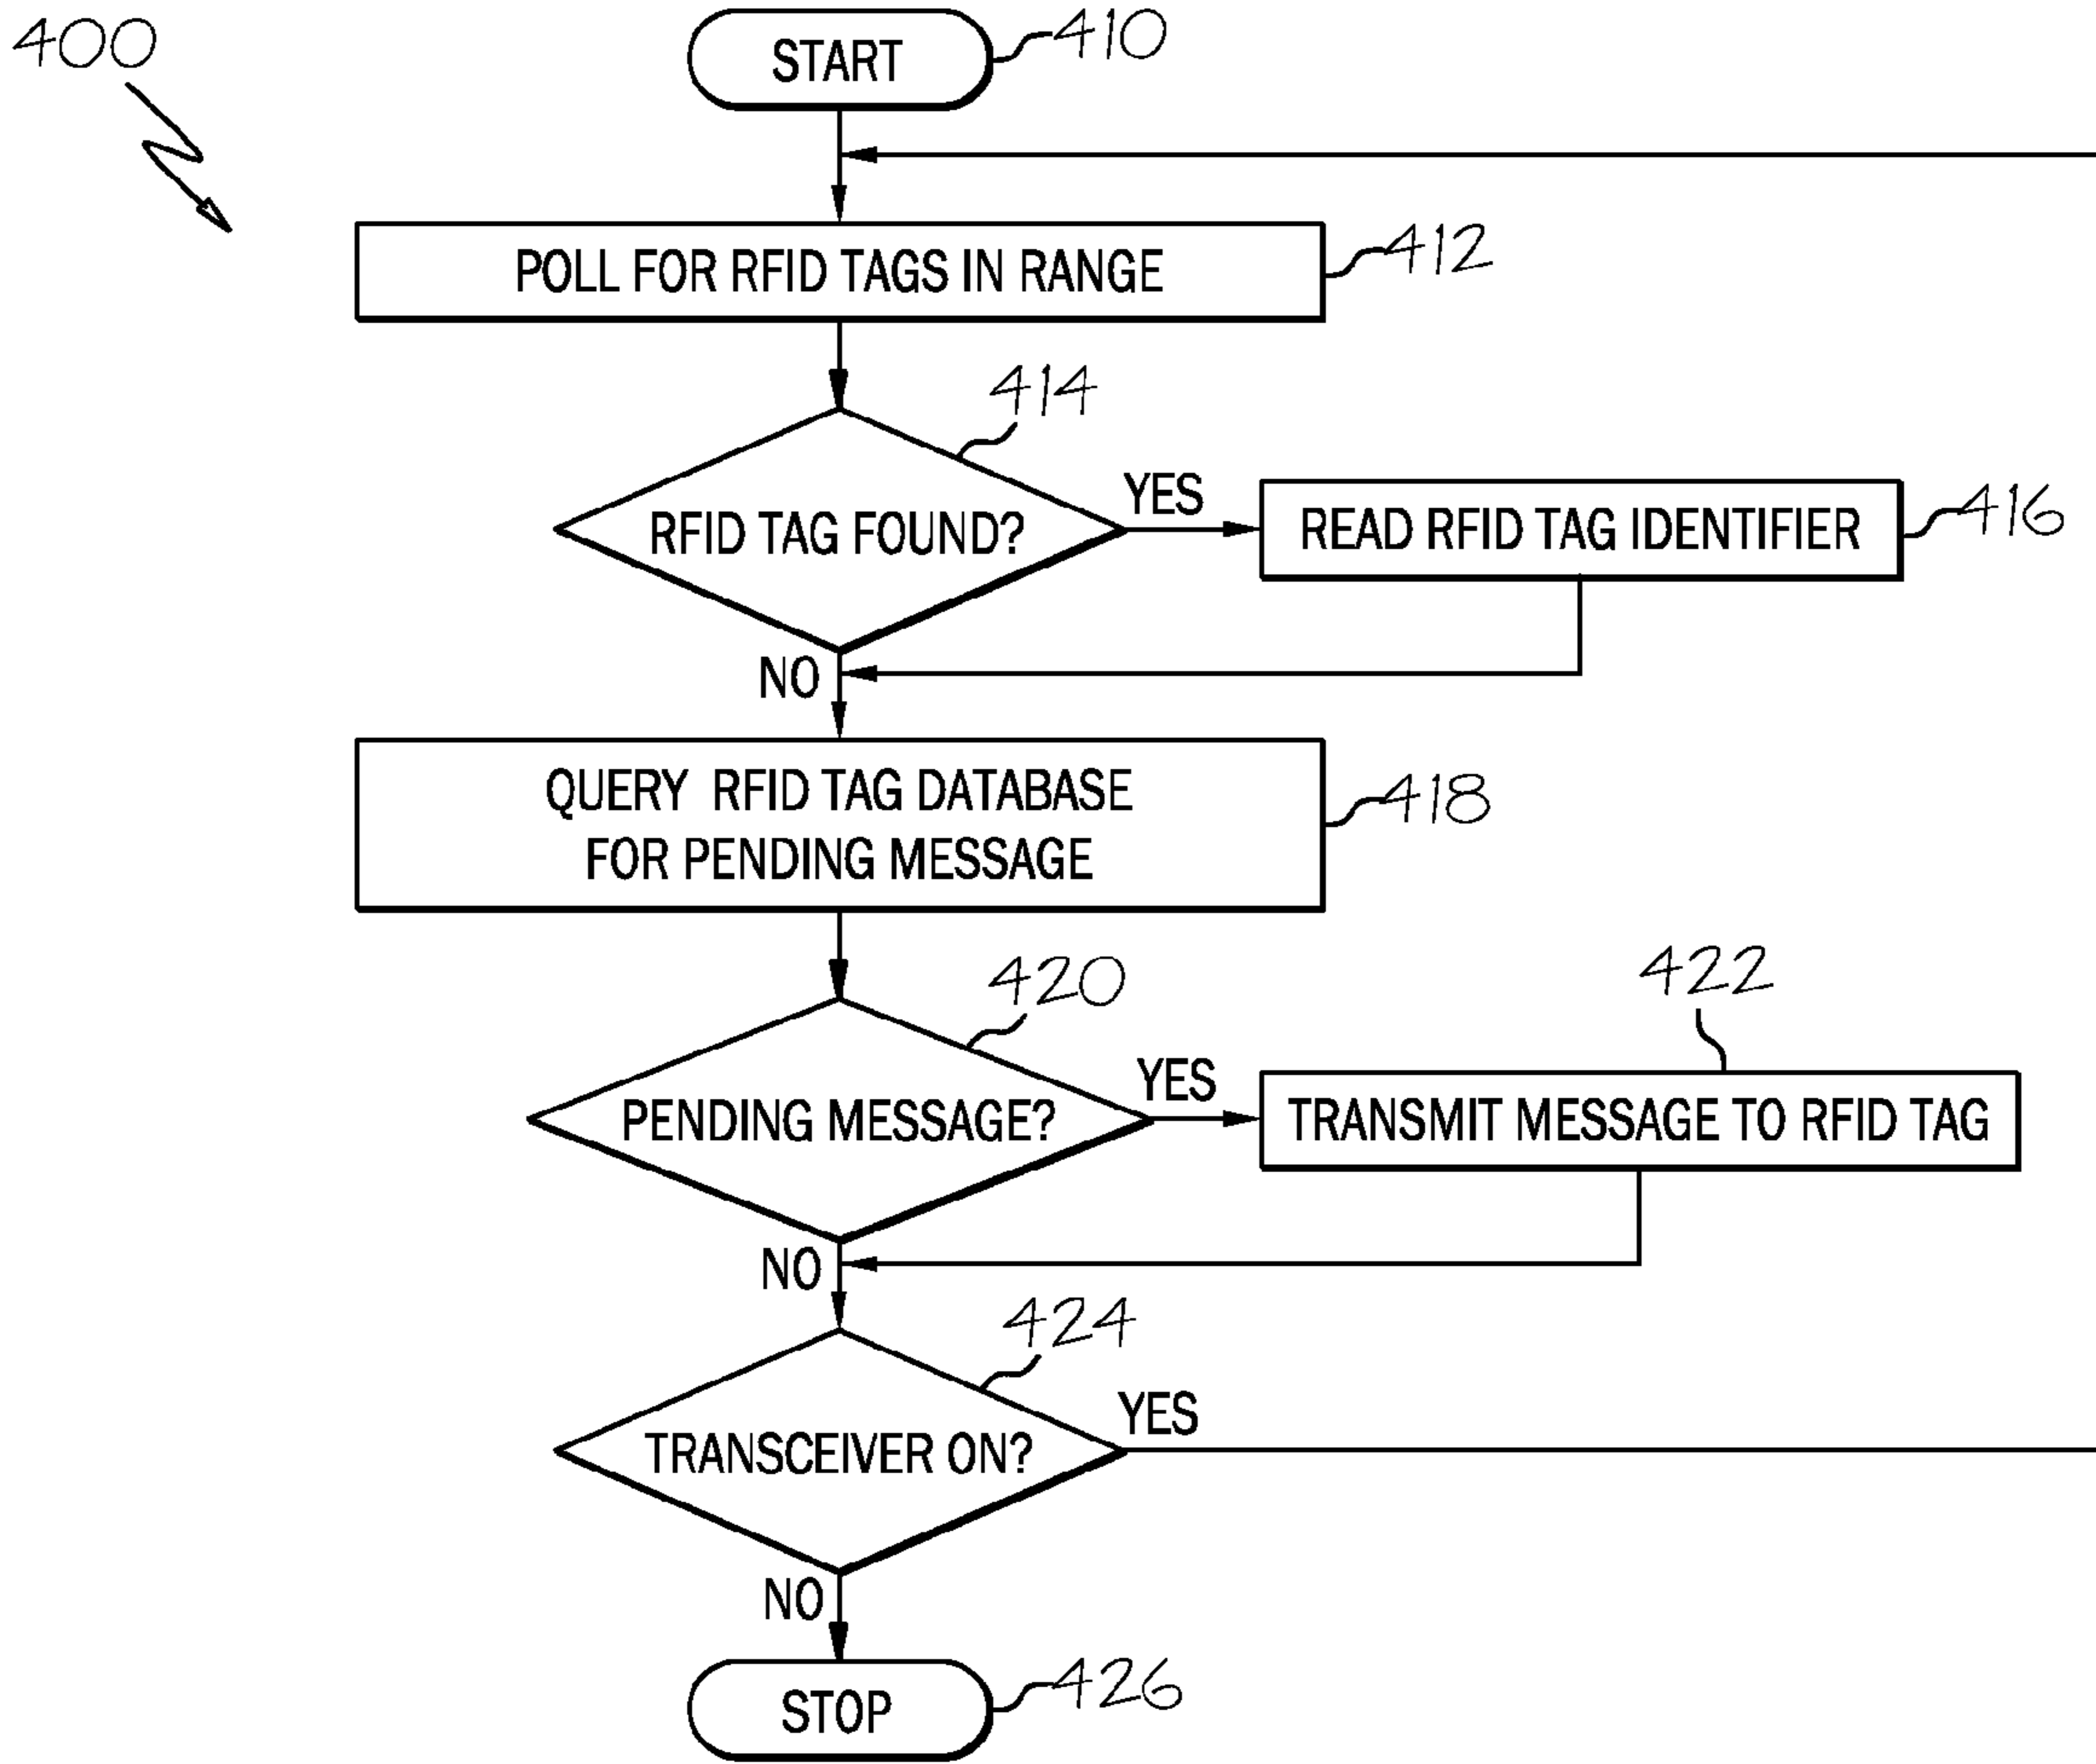 400
START
410
POLL FOR RFID TAGS IN RANGE
412
414
RFID TAG FOUND?
YES
READ RFID TAG IDENTIFIER
416
NO
QUERY RFID TAG DATABASE
FOR PENDING MESSAGE
418
420
PENDING MESSAGE?
YES
422
TRANSMIT MESSAGE TO RFID TAG
NO
424
TRANSCEIVER ON?
YES
NO
STOP
426